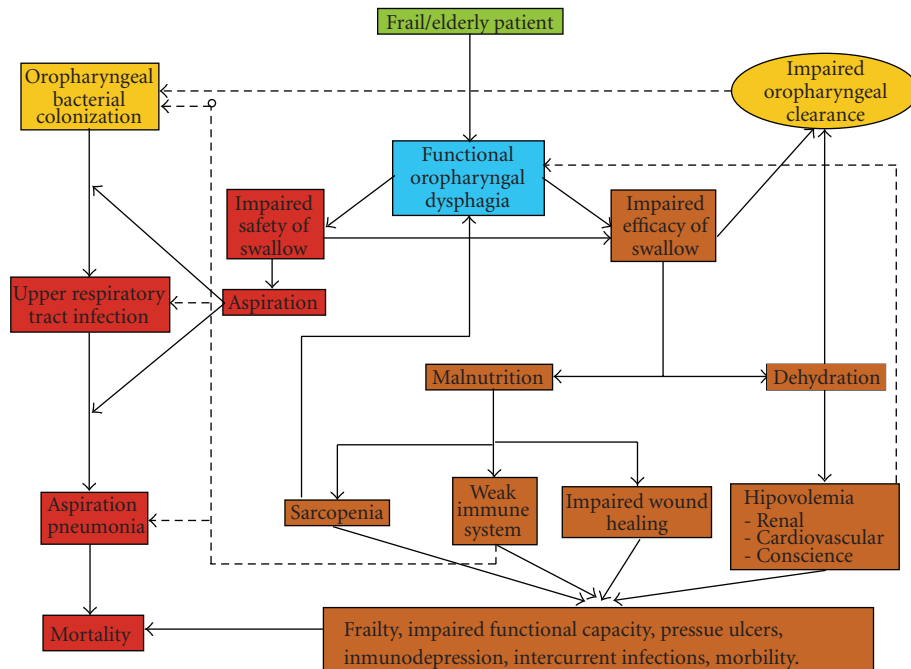 Frail/elderly patient
Oropharyngeal
bacterial
colonization
Impaired
oropharyngeal
clearance
Functional
oropharyngal
dysphagia
Impaired
safety of
swallow
Impaired
efficacy of
swallow
Upper respiratory
tract infection
Aspiration
Malnutrition
Dehydration
Aspiration
pneumonia
Sarcopenia
Weak
immune
system
Impaired wound
healing
Hipovolemia
- Renal
- Cardiovascular
- Conscience
Mortality
Frailty, impaired functional capacity, pressue ulcers,
inmunodepression, intercurrent infections, morbility.